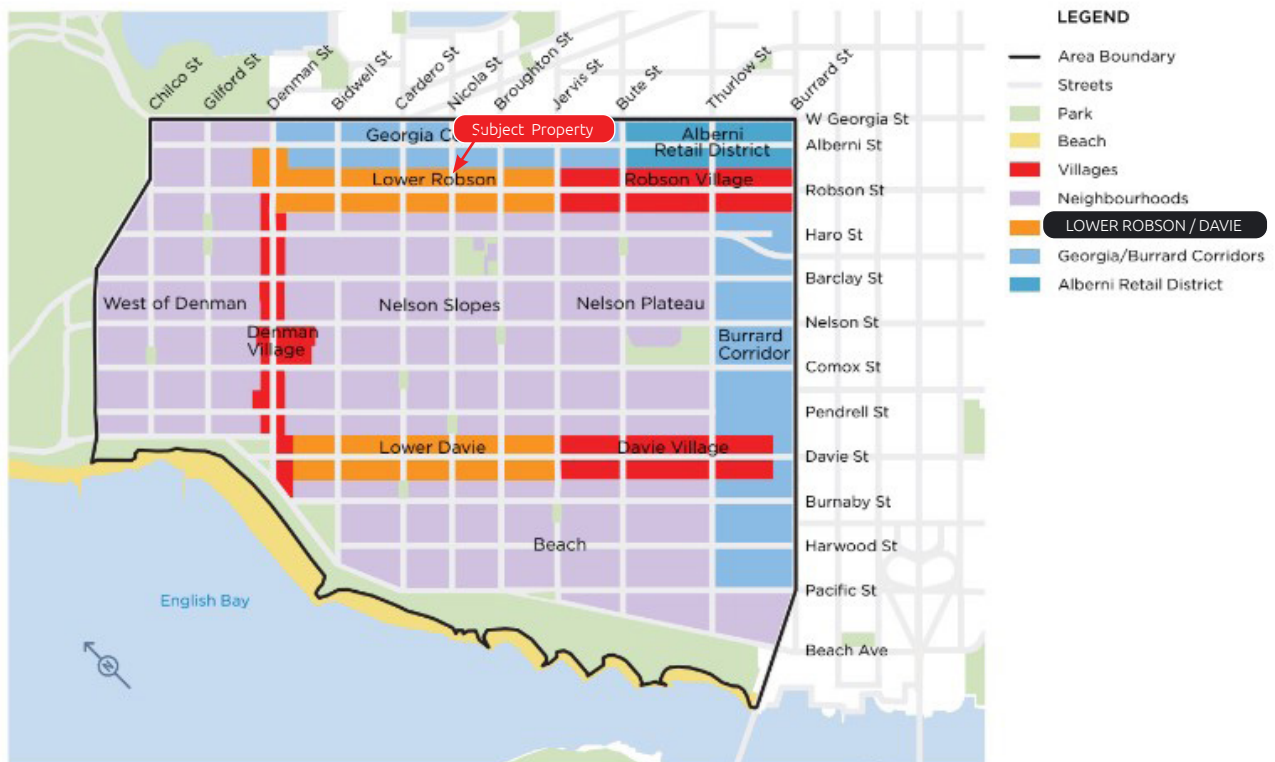 Chilco St
Gilford St
Denman St
Bidwell St
Cardero St
Nicola St
Broughton St
Jervis St
Bute St
Thurlow St
Burrard St
Georgia C
Subject Property
Alberni
Retail District
Lower Robson
Robson Village
West of Denman
Nelson Slopes
Nelson Plateau
Denman
Village
Burrard
Corridor
Lower Davie
Davie Village
Beach
English Bay
N
W Georgia St
Alberni St
Robson St
Haro St
Barclay St
Nelson St
Comox St
Pendrell St
Davie St
Burnaby St
Harwood St
Pacific St
Beach Ave
LEGEND
Area Boundary
Streets
Park
Beach
Villages
Neighbourhoods
LOWER ROBSON / DAVIE
Georgia/Burrard Corridors
Alberni Retail District